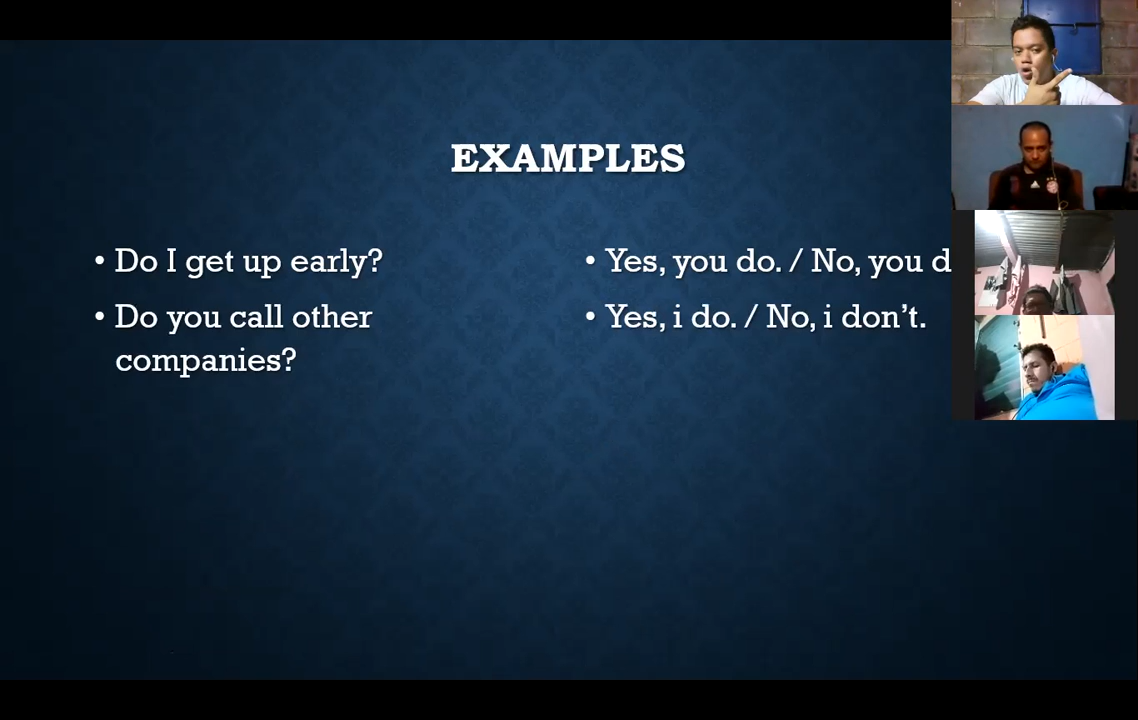 EXAMPLES
• Do I get up early?
• Do you call other
companies?
• Yes, you do. / No, you d
• Yes, i do. / No, i don't.